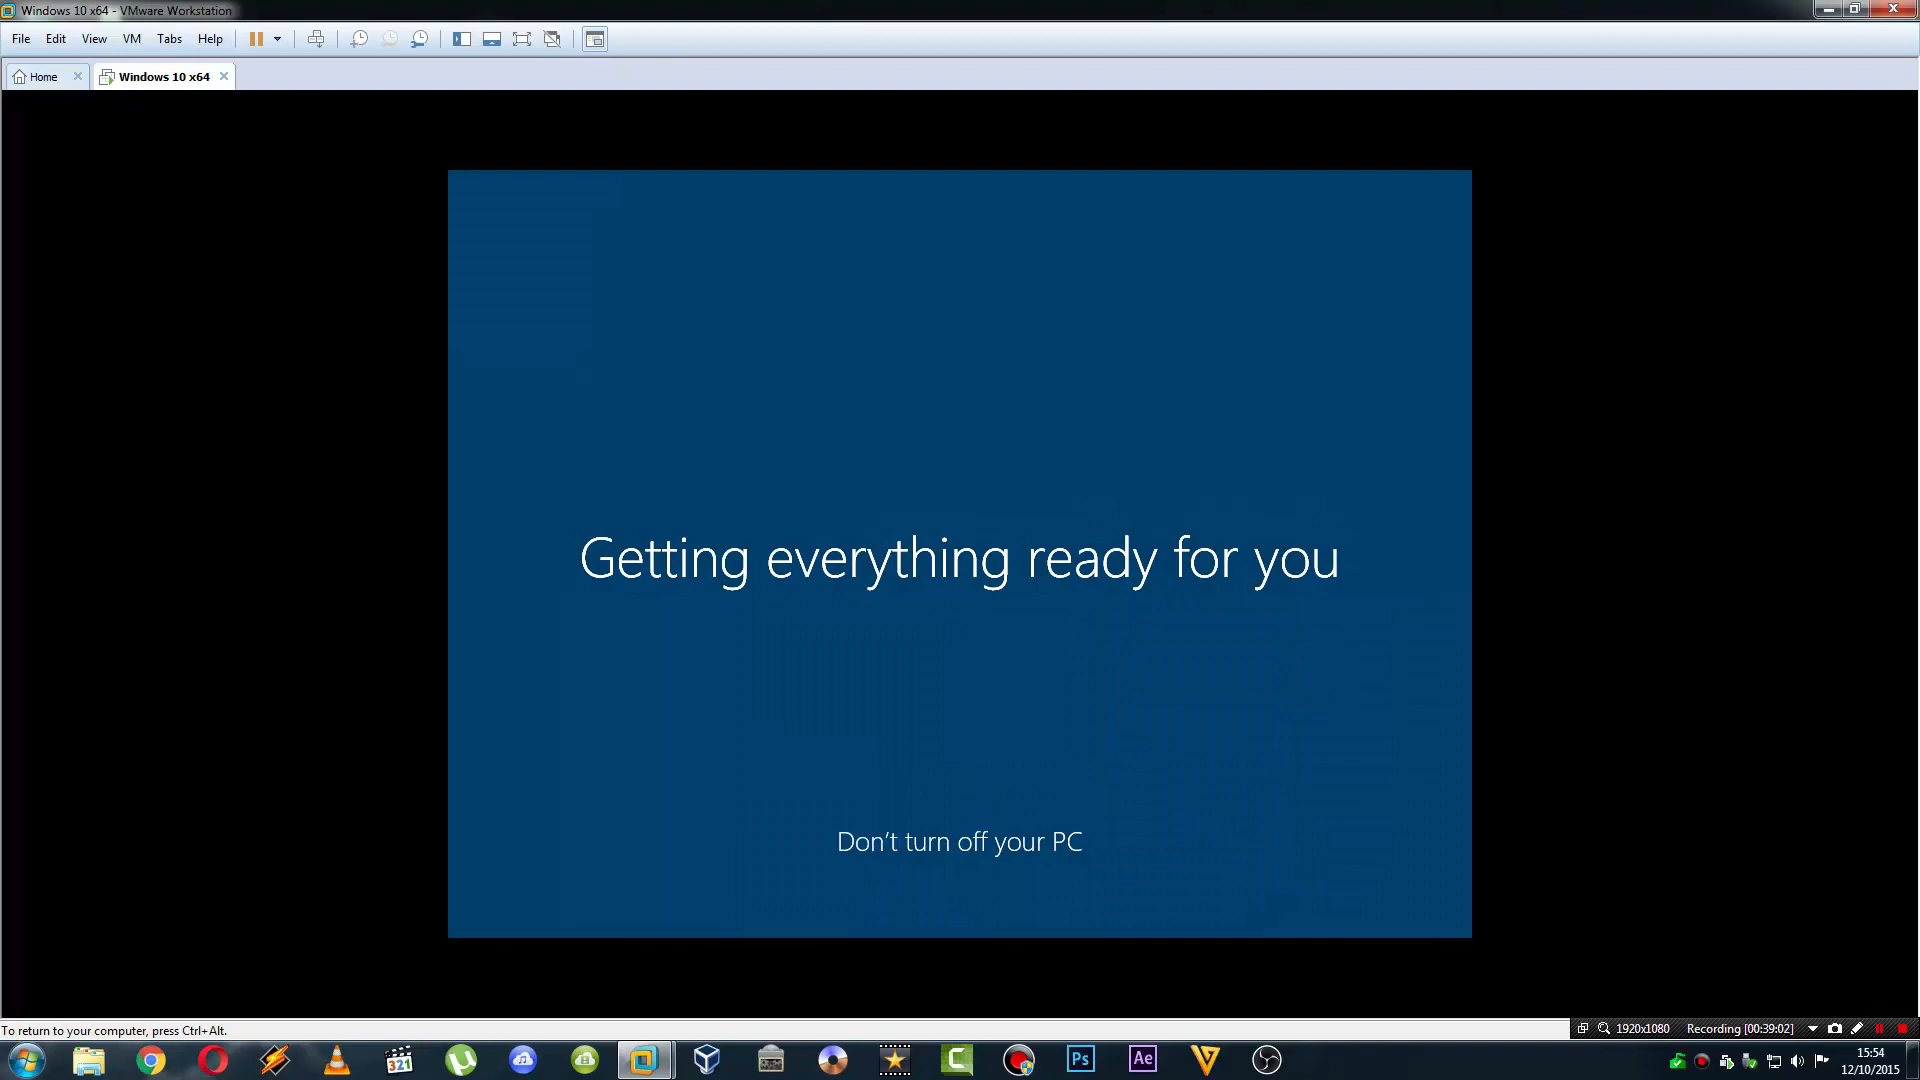 Windows 10 x64 - VMware Workstation
File Edit View VM Tabs Help
Home Windows 10 x64
Getting everything ready for you
Don’t turn off your PC
To return to your computer, press Ctrl+Alt.
1920x1080 Recording [00:39:02]
321 Ps Ae
15:54
12/10/2015